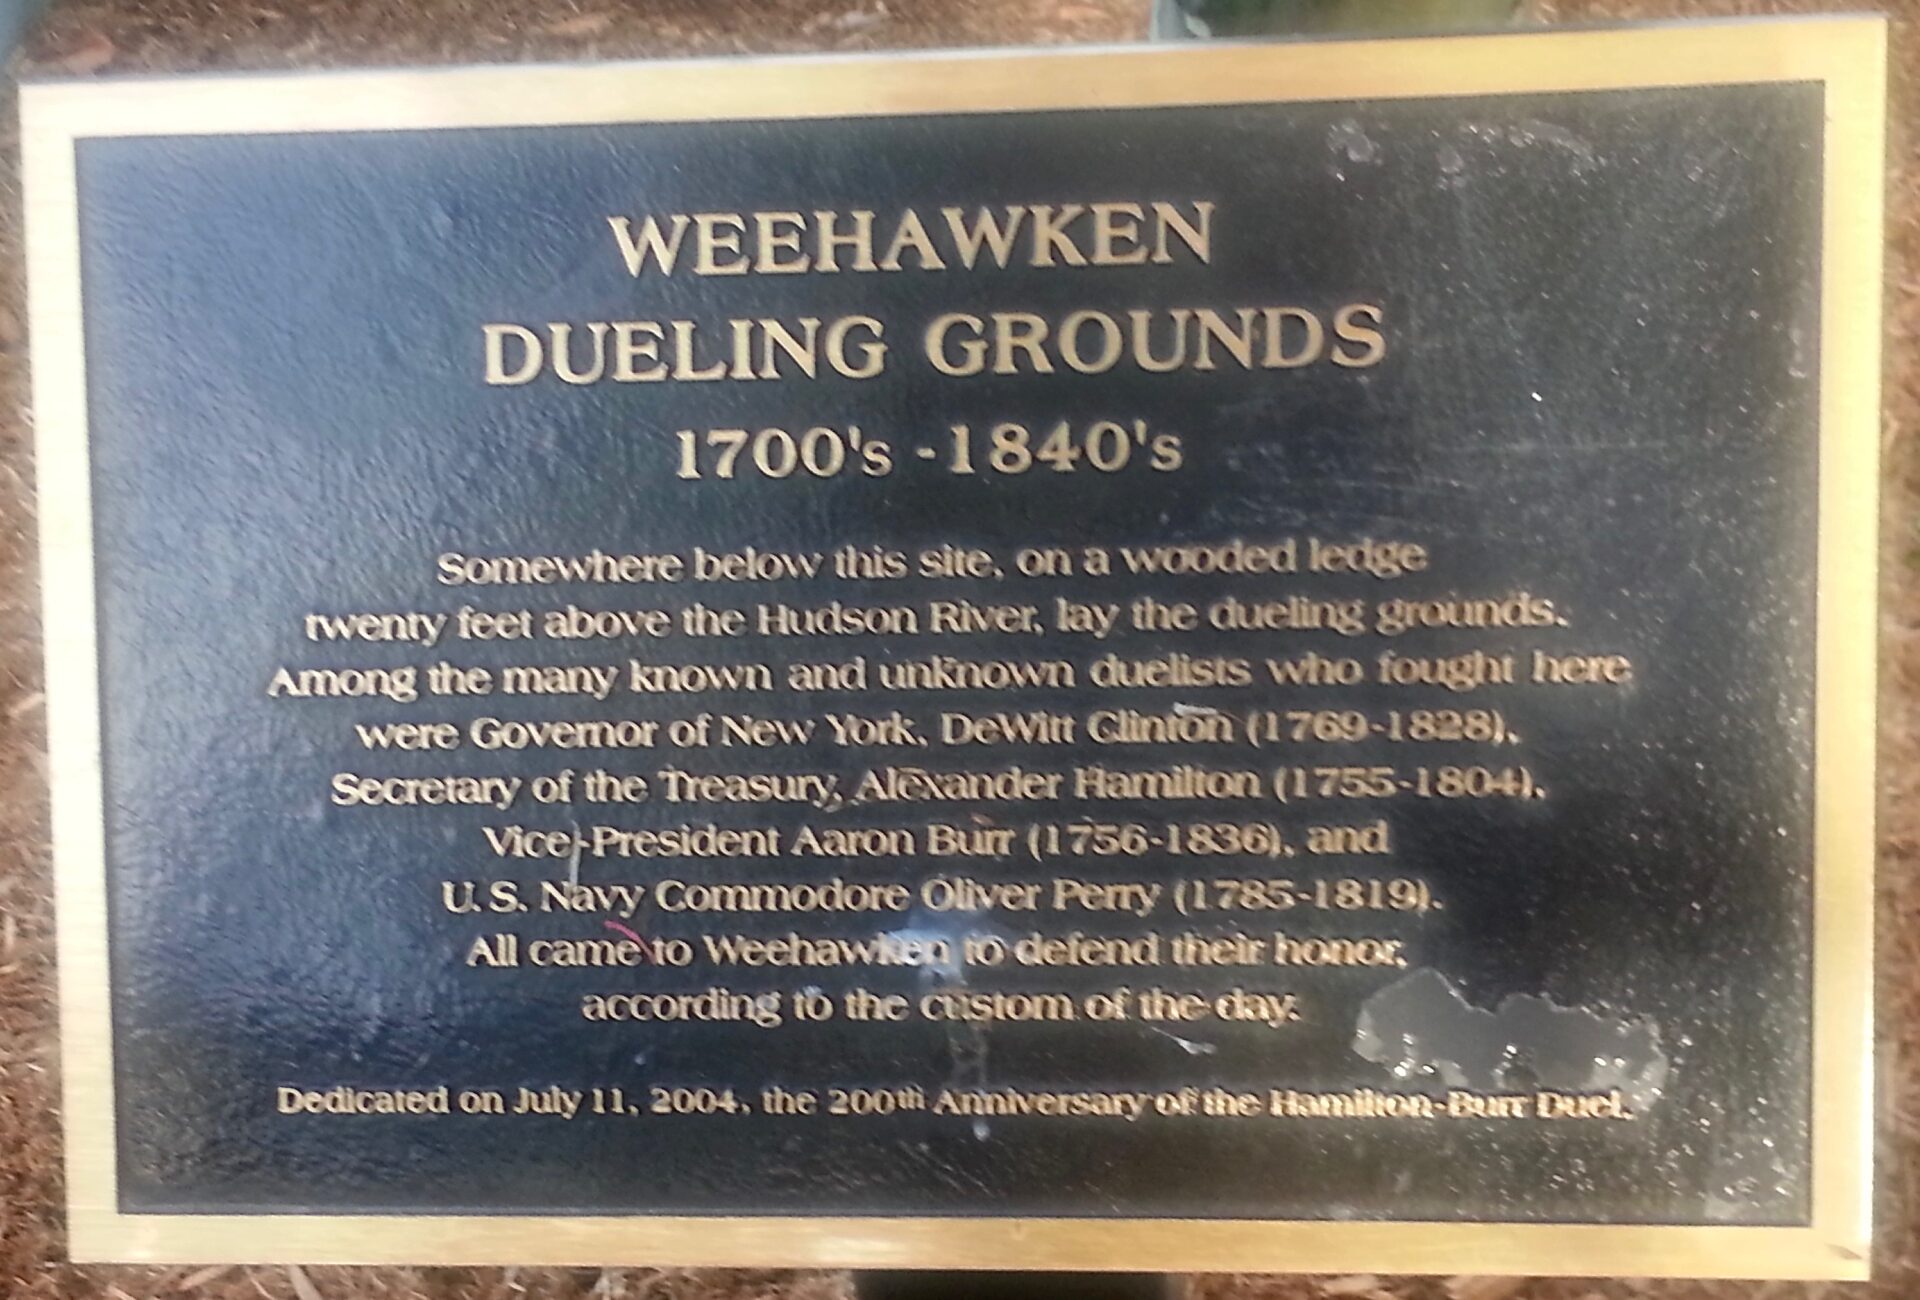 WEEHAWKEN
DUELING GROUNDS
1700's - 1840's
Somewhere below this site, on a wooded ledge
twenty feet above the Hudson River, lay the dueling grounds.
Among the many known and unknown duelists who fought here
were Governor of New York, DeWitt Clinton (1769-1828),
Secretary of the Treasury, Alexander Hamilton (1755-1804),
Vice-President Aaron Burr (1756-1836), and
U.S. Navy Commodore Oliver Perry (1785-1819).
All came to Weehawken to defend their honor,
according to the custom of the day.
Dedicated on July 11, 2004, the 200th Anniversary of the Hamilton-Burr Duel.